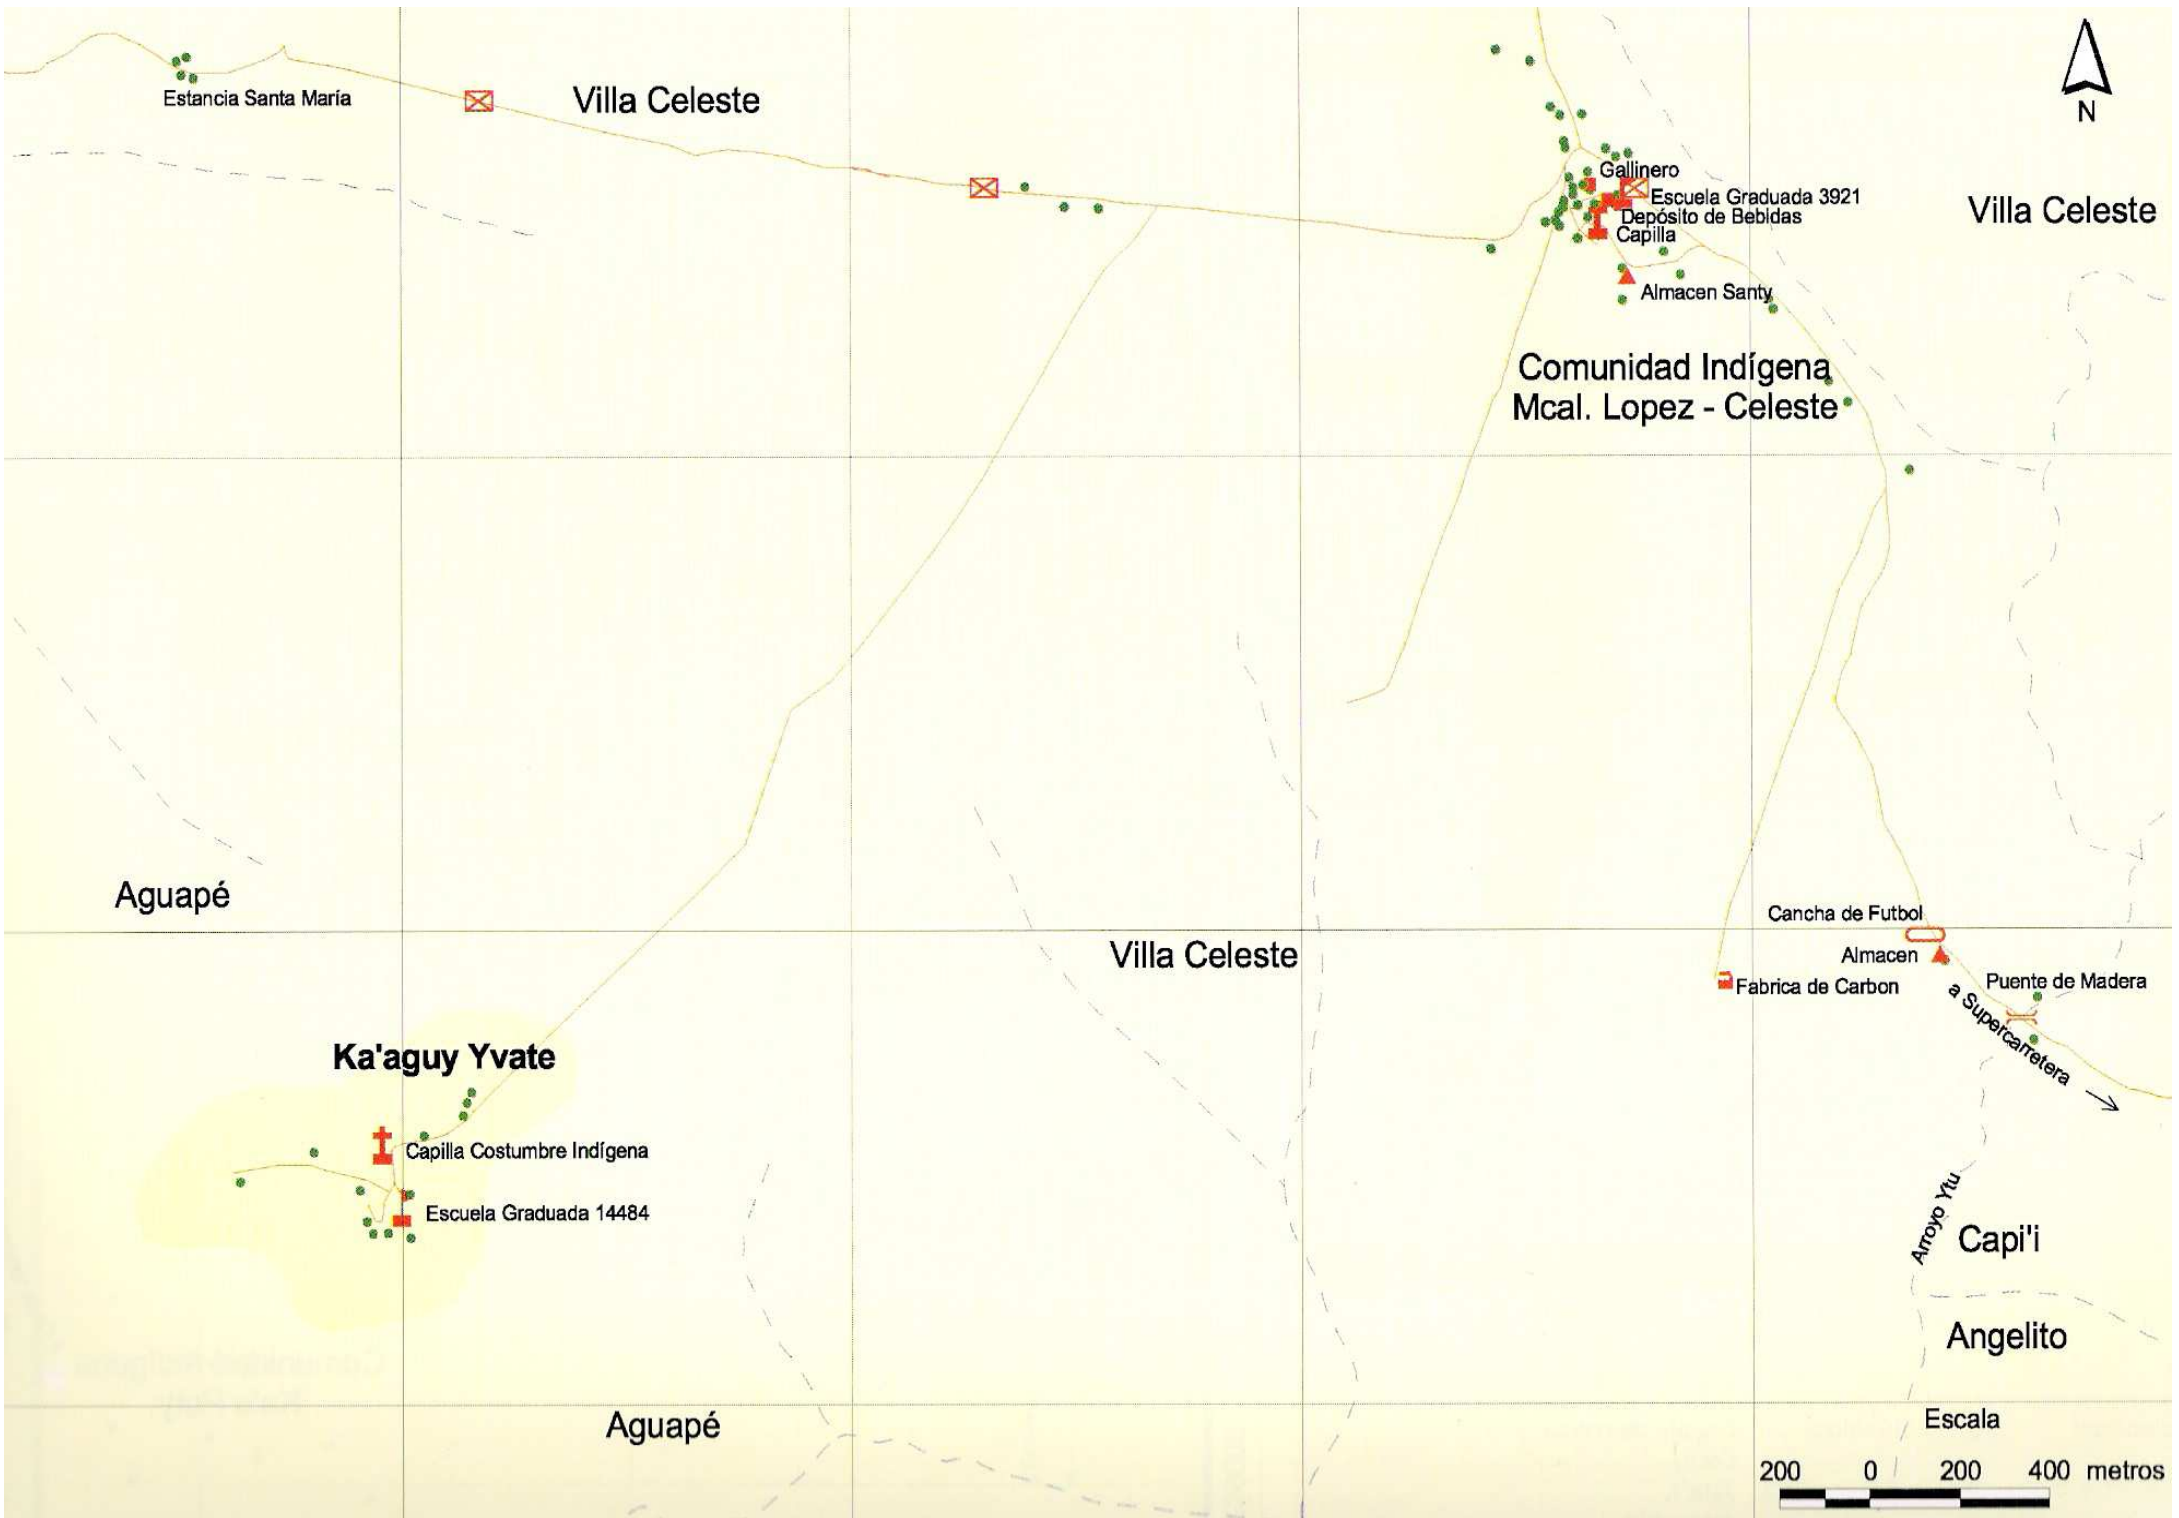 Estancia Santa María
Villa Celeste
N
Gallinero
Escuela Graduada 3921
Depósito de Bebidas
Capilla
Villa Celeste
Almacen Santy
Comunidad Indígena
Mcal. Lopez - Celeste
Aguapé
Villa Celeste
Cancha de Futbol
Almacen
Fabrica de Carbon
Puente de Madera
a Supercarretera
Ka'aguy Yvate
Capilla Costumbre Indígena
Escuela Graduada 14484
Arroyo Ytu
Capi'i
Angelito
Aguapé
Escala
200 0 200 400 metros